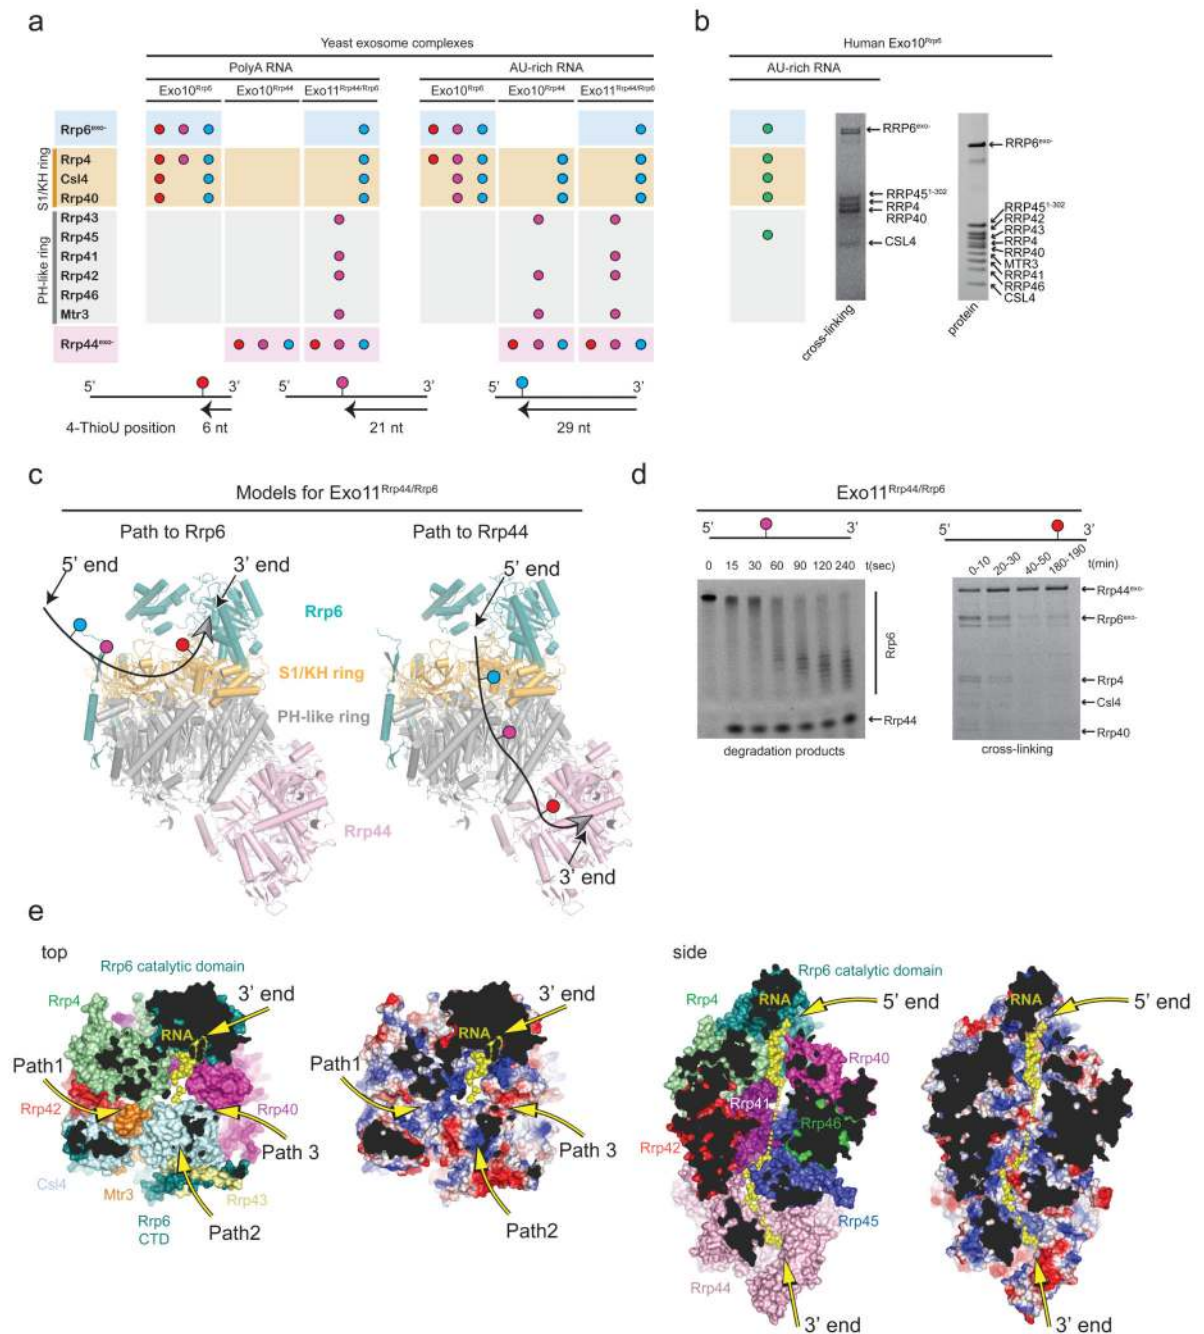 a
Yeast exosome complexes
PolyA RNA
AU-rich RNA
Exo10Rrp6
Exo10Rrp44
Exo11Rrp44/Rrp6
Exo10Rrp6
Exo10Rrp44
Exo11Rrp44/Rrp6
Rrp6exo-
S1/KH ring
Rrp4
Csl4
Rrp40
PH-like ring
Rrp43
Rrp45
Rrp41
Rrp42
Rrp46
Mtr3
Rrp44exo-
5' 3' 5' 3' 5' 3'
4-ThioU position 6 nt 21 nt 29 nt
b
Human Exo10Rrp6
AU-rich RNA
RRP6exo-
RRP451-302
RRP4
RRP40
CSL4
cross-linking
RRP6exo-
RRP451-302
RRP42
RRP43
RRP4
RRP40
MTR3
RRP41
RRP46
CSL4
protein
c
Models for Exo11Rrp44/Rrp6
Path to Rrp6
Path to Rrp44
5' end
3' end
5' end
Rrp6
S1/KH ring
PH-like ring
Rrp44
3' end
d
Exo11Rrp44/Rrp6
5' 3'
0 15 30 60 90 120 240 t(sec)
Rrp6
Rrp44
degradation products
5' 3'
0-10 20-30 40-50 180-190 t(min)
Rrp44exo-
Rrp6exo-
Rrp4
Csl4
Rrp40
cross-linking
e
top
Rrp6 catalytic domain
Rrp4
3' end
RNA
Path1
Rrp42
Rrp40
Path 3
Csl4
Mtr3
Rrp43
Rrp6
CTD
Path2
3' end
RNA
Path1
Path 3
Path2
side
Rrp6 catalytic domain
Rrp4
RNA
5' end
Rrp40
Rrp41
Rrp46
Rrp42
Rrp45
Rrp44
3' end
RNA
5' end
3' end